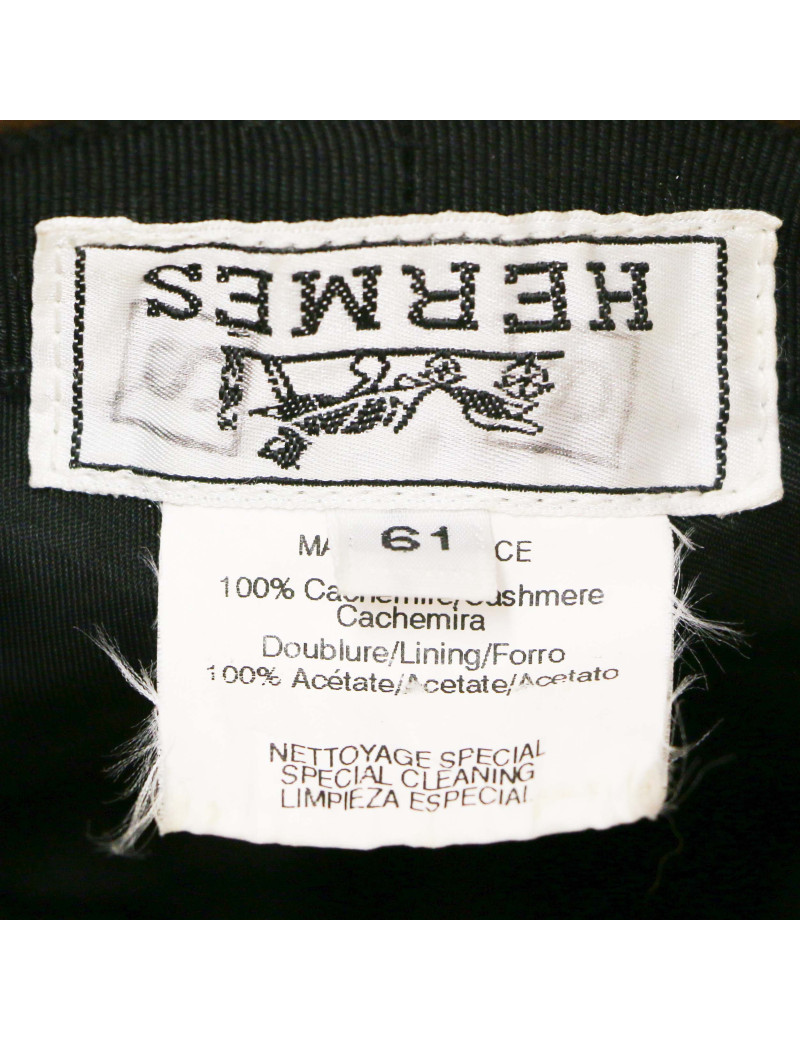 HERMES
S
61
MA CE
100% Cachemire/Cashmere
Cachemira
Doublure/Lining/Forro
100% Acétate/Acetate/Acetato
NETTOYAGE SPECIAL
SPECIAL CLEANING
LIMPIEZA ESPECIAL